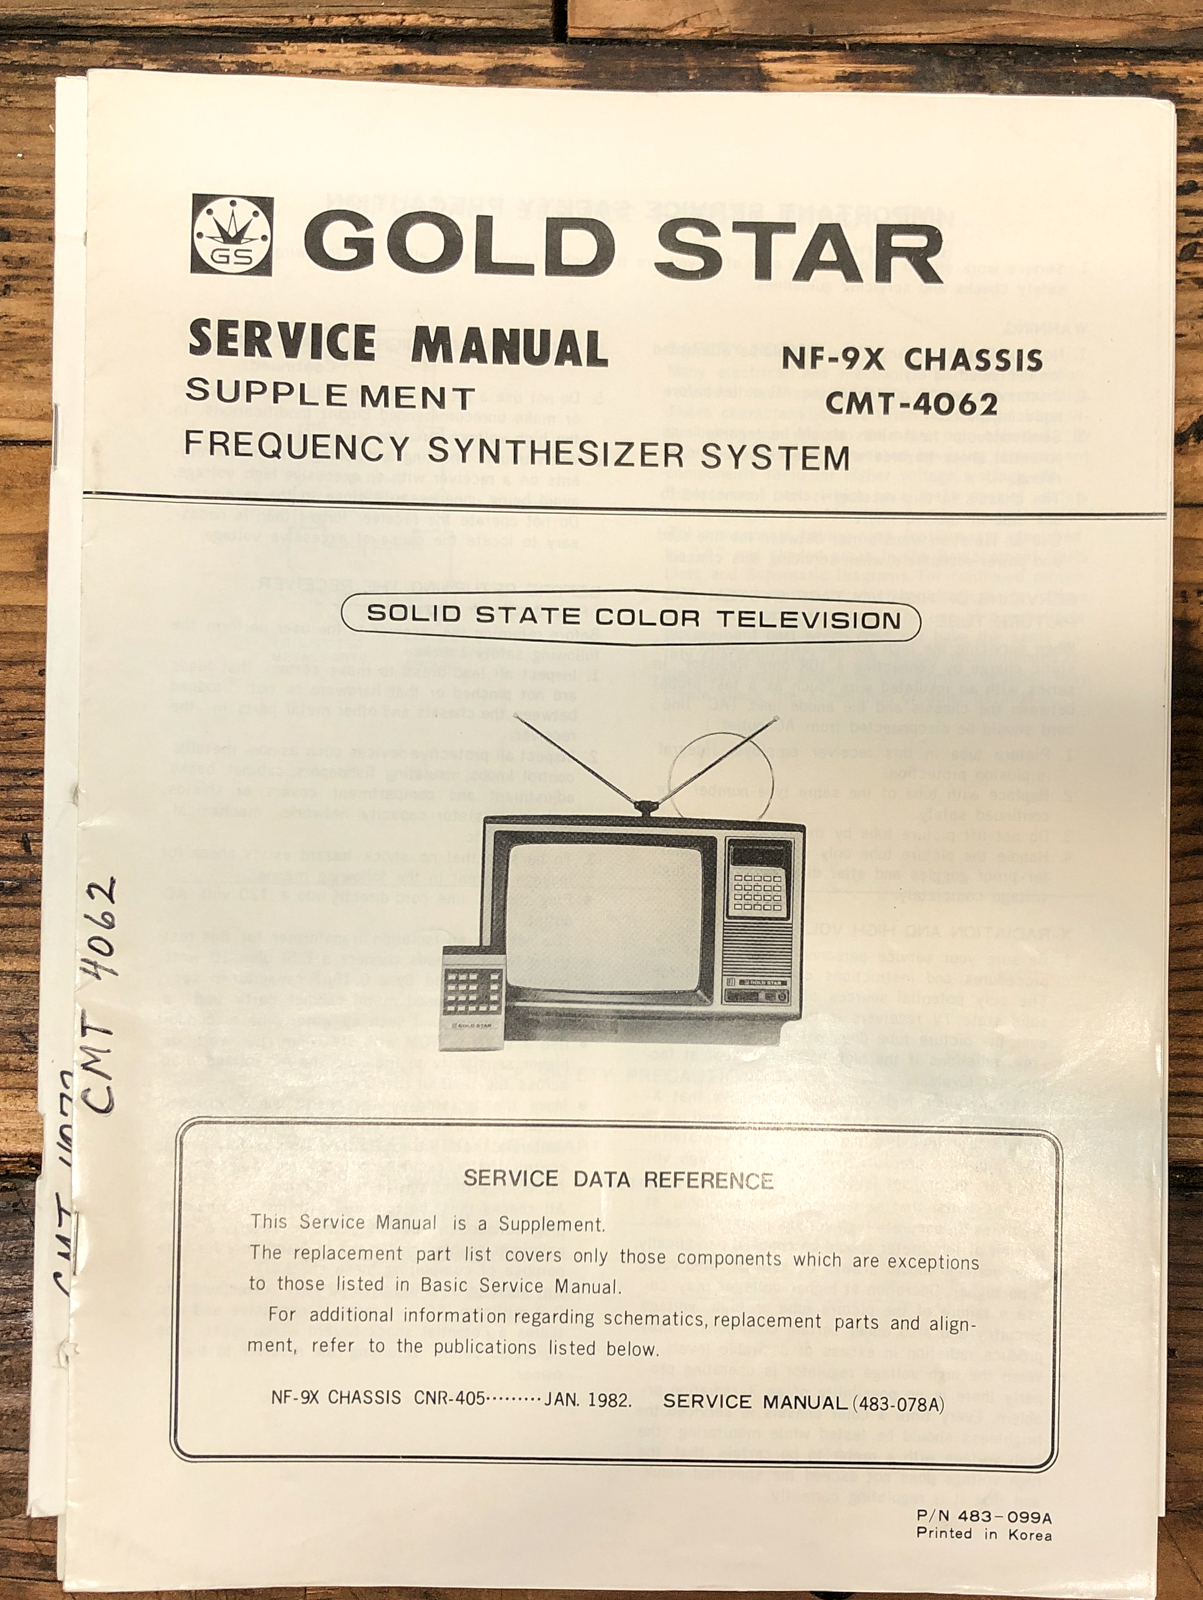 GS
GOLD STAR
SERVICE MANUAL
SUPPLEMENT
FREQUENCY SYNTHESIZER SYSTEM
NF-9X CHASSIS
CMT-4062
SOLID STATE COLOR TELEVISION
GOLD STAR
GOLD STAR
CMT 4062
CMT
SERVICE DATA REFERENCE
This Service Manual is a Supplement.
The replacement part list covers only those components which are exceptions
to those listed in Basic Service Manual.
For additional information regarding schematics, replacement parts and align-
ment, refer to the publications listed below.
NF-9X CHASSIS CNR-405·········JAN. 1982. SERVICE MANUAL (483-078A)
P/N 483-099A
Printed in Korea